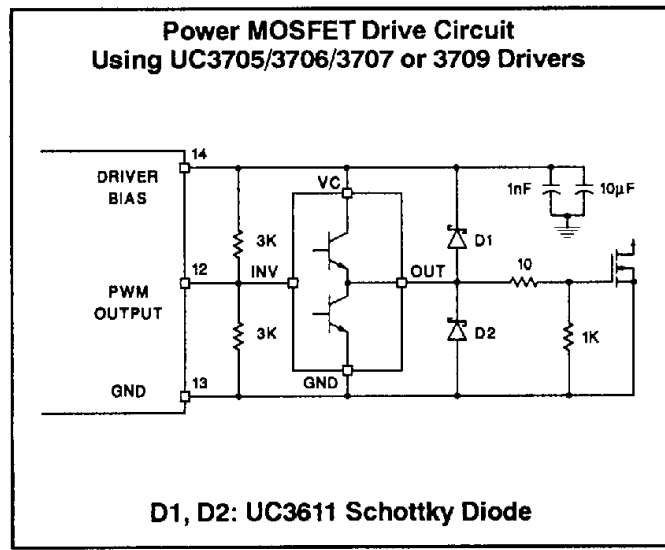 Power MOSFET Drive Circuit
Using UC3705/3706/3707 or 3709 Drivers
14
DRIVER
BIAS
VC
1nF
10µF
3K
D1
12
INV
OUT
10
PWM
OUTPUT
3K
D2
1K
GND
GND
13
D1, D2: UC3611 Schottky Diode